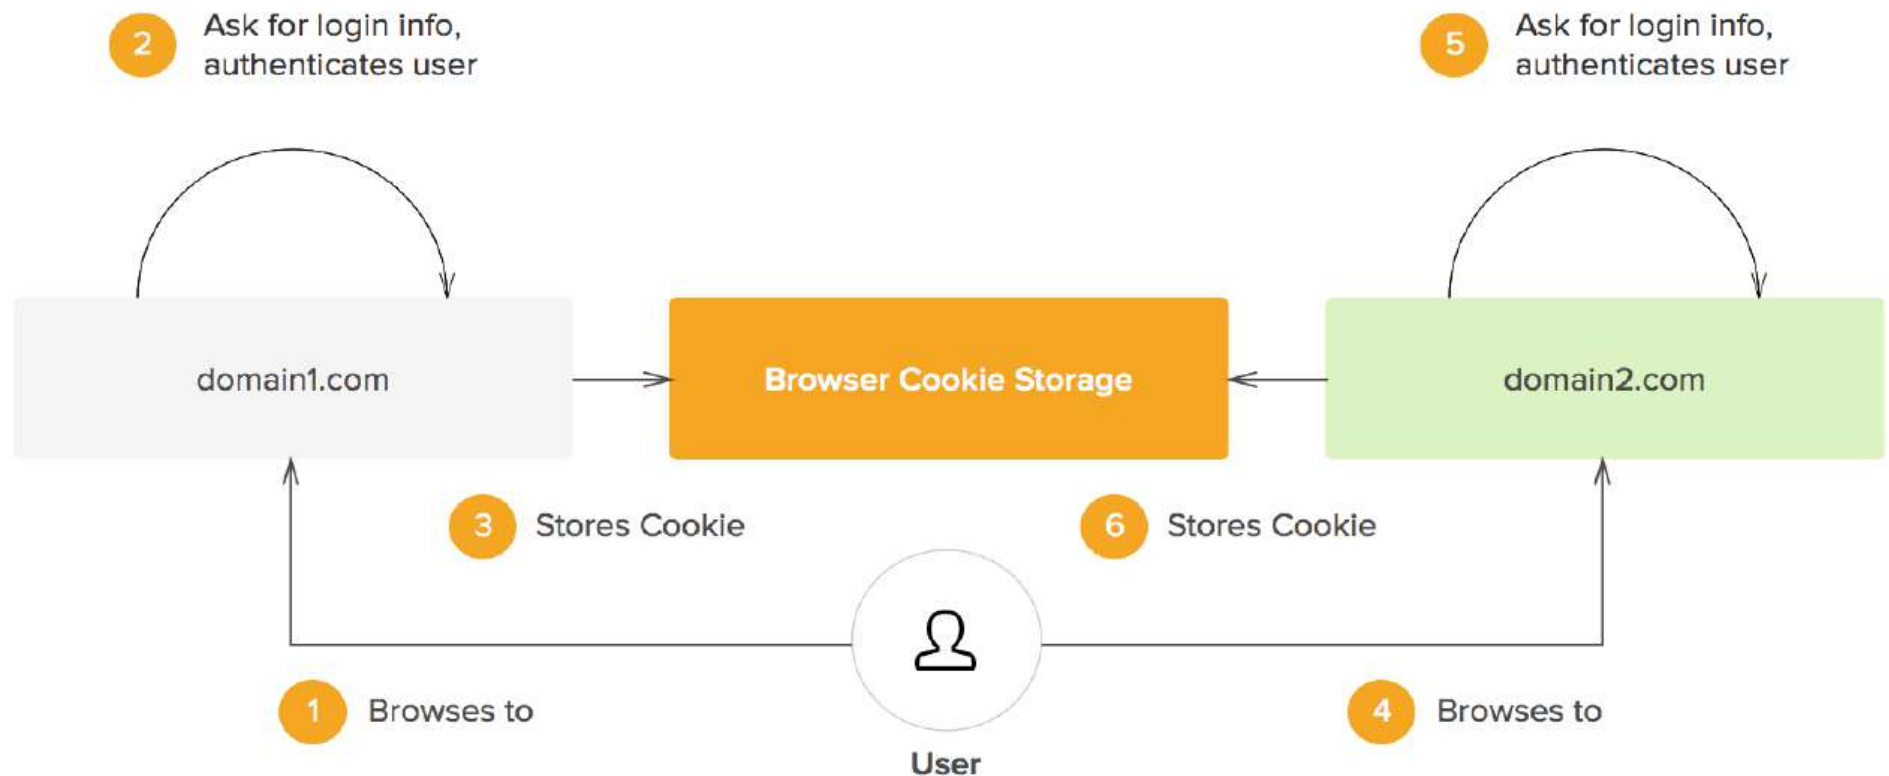 2
Ask for login info,
authenticates user
5
Ask for login info,
authenticates user
domain1.com
Browser Cookie Storage
domain2.com
3
Stores Cookie
6
Stores Cookie
1
Browses to
4
Browses to
User